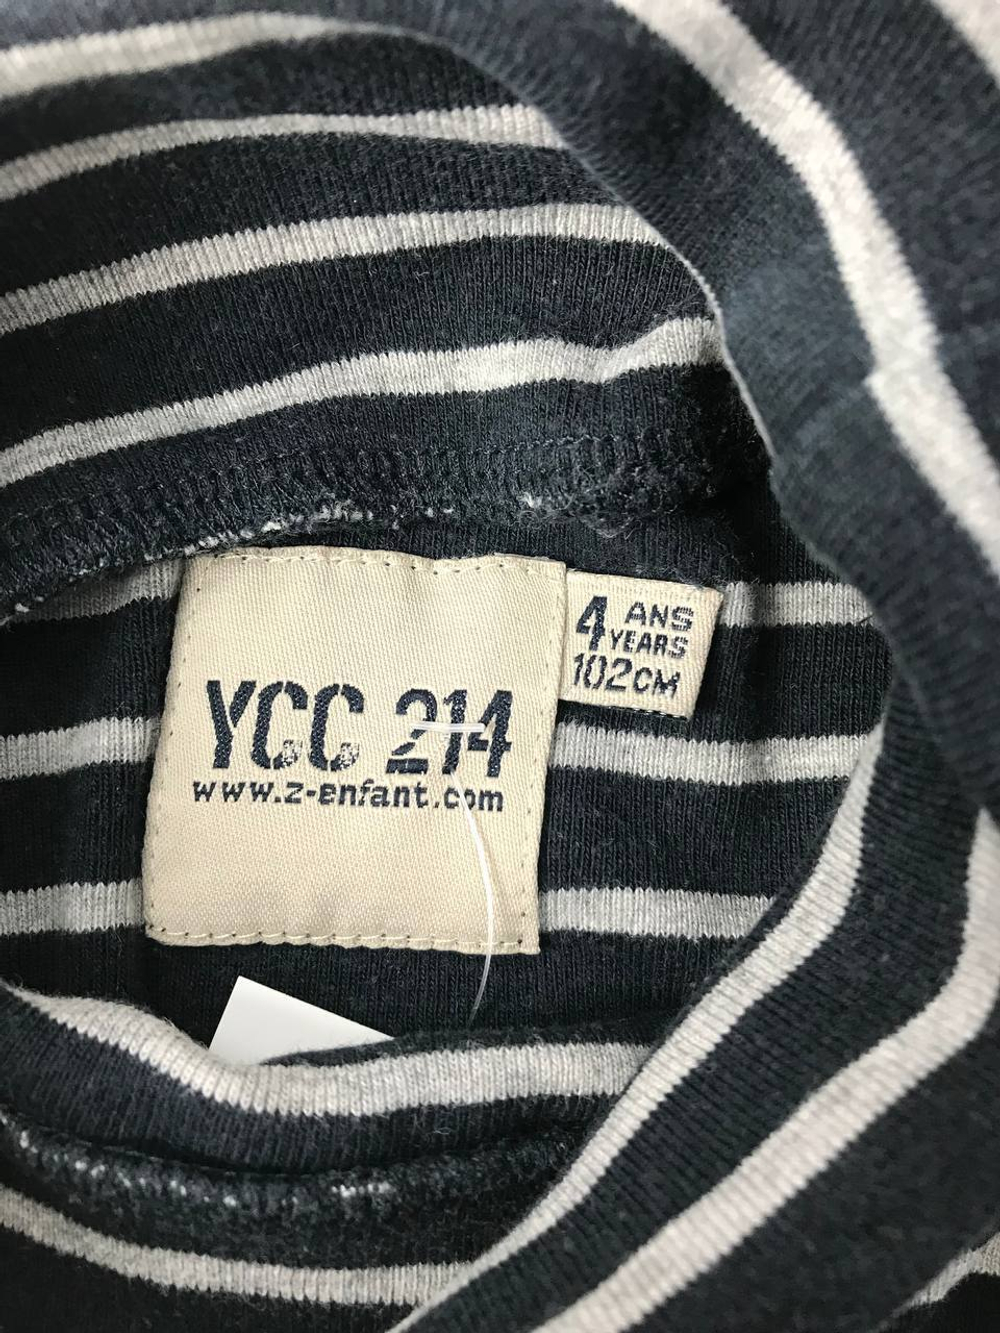 YCC 214
www.z-enfant.com
4 ANS
YEARS
102CM